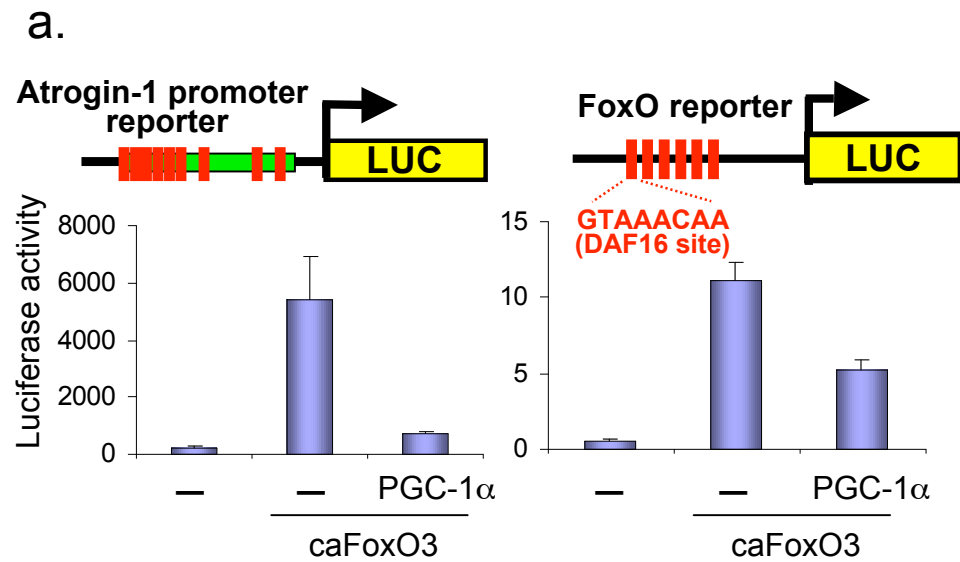 a.
Atrogin-1 promoter
reporter
LUC
Luciferase activity
8000
6000
4000
2000
0
– – PGC-1α
caFoxO3
FoxO reporter
LUC
GTAAACAA
(DAF16 site)
15
10
5
0
– – PGC-1α
caFoxO3